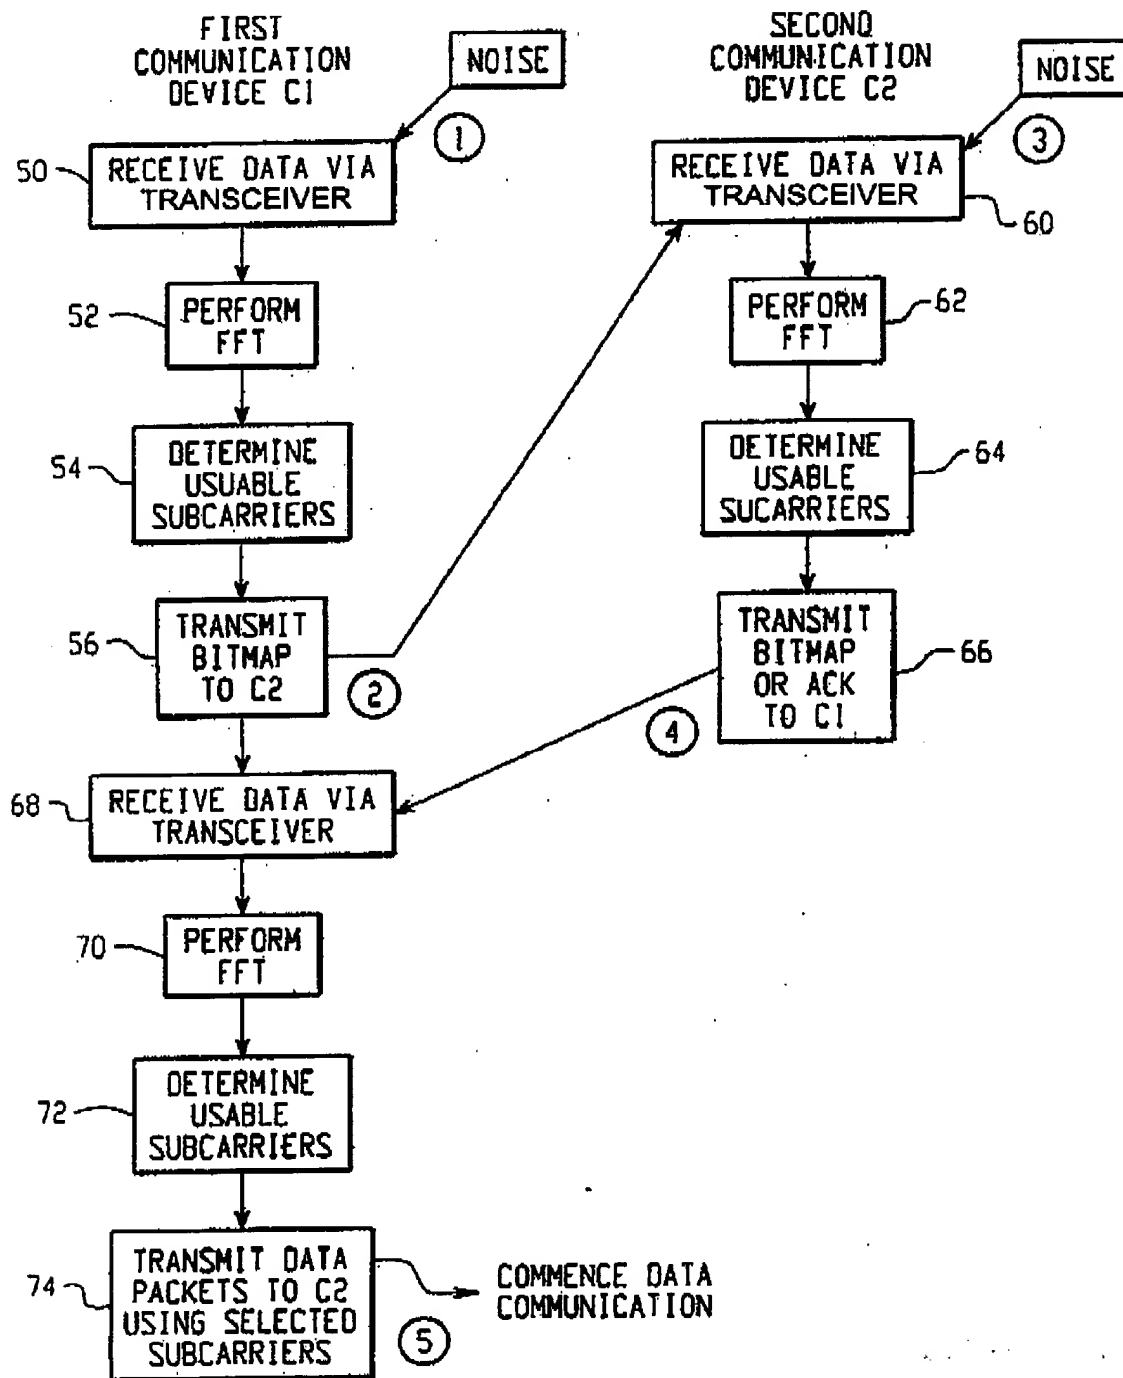 FIRST
COMMUNICATION
DEVICE C1
NOISE
1
50
RECEIVE DATA VIA
TRANSCEIVER
52
PERFORM
FFT
54
DETERMINE
USUABLE
SUBCARRIERS
56
TRANSMIT
BITMAP
TO C2
2
SECOND
COMMUNICATION
DEVICE C2
NOISE
3
RECEIVE DATA VIA
TRANSCEIVER
60
PERFORM
FFT
62
DETERMINE
USABLE
SUCARRIERS
64
TRANSMIT
BITMAP
OR ACK
TO C1
66
4
68
RECEIVE DATA VIA
TRANSCEIVER
70
PERFORM
FFT
72
DETERMINE
USABLE
SUBCARRIERS
74
TRANSMIT DATA
PACKETS TO C2
USING SELECTED
SUBCARRIERS
5
COMMENCE DATA
COMMUNICATION